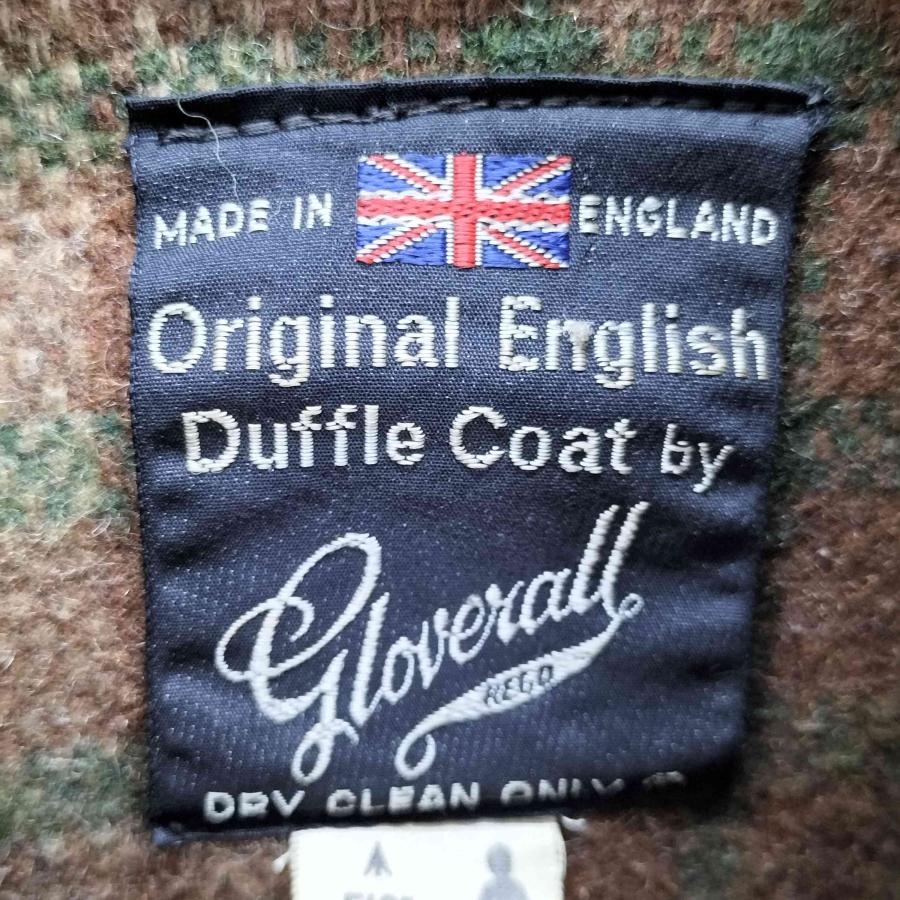 MADE IN ENGLAND
Original English
Duffle Coat by
Gloverall
REGD
DRY CLEAN ONLY